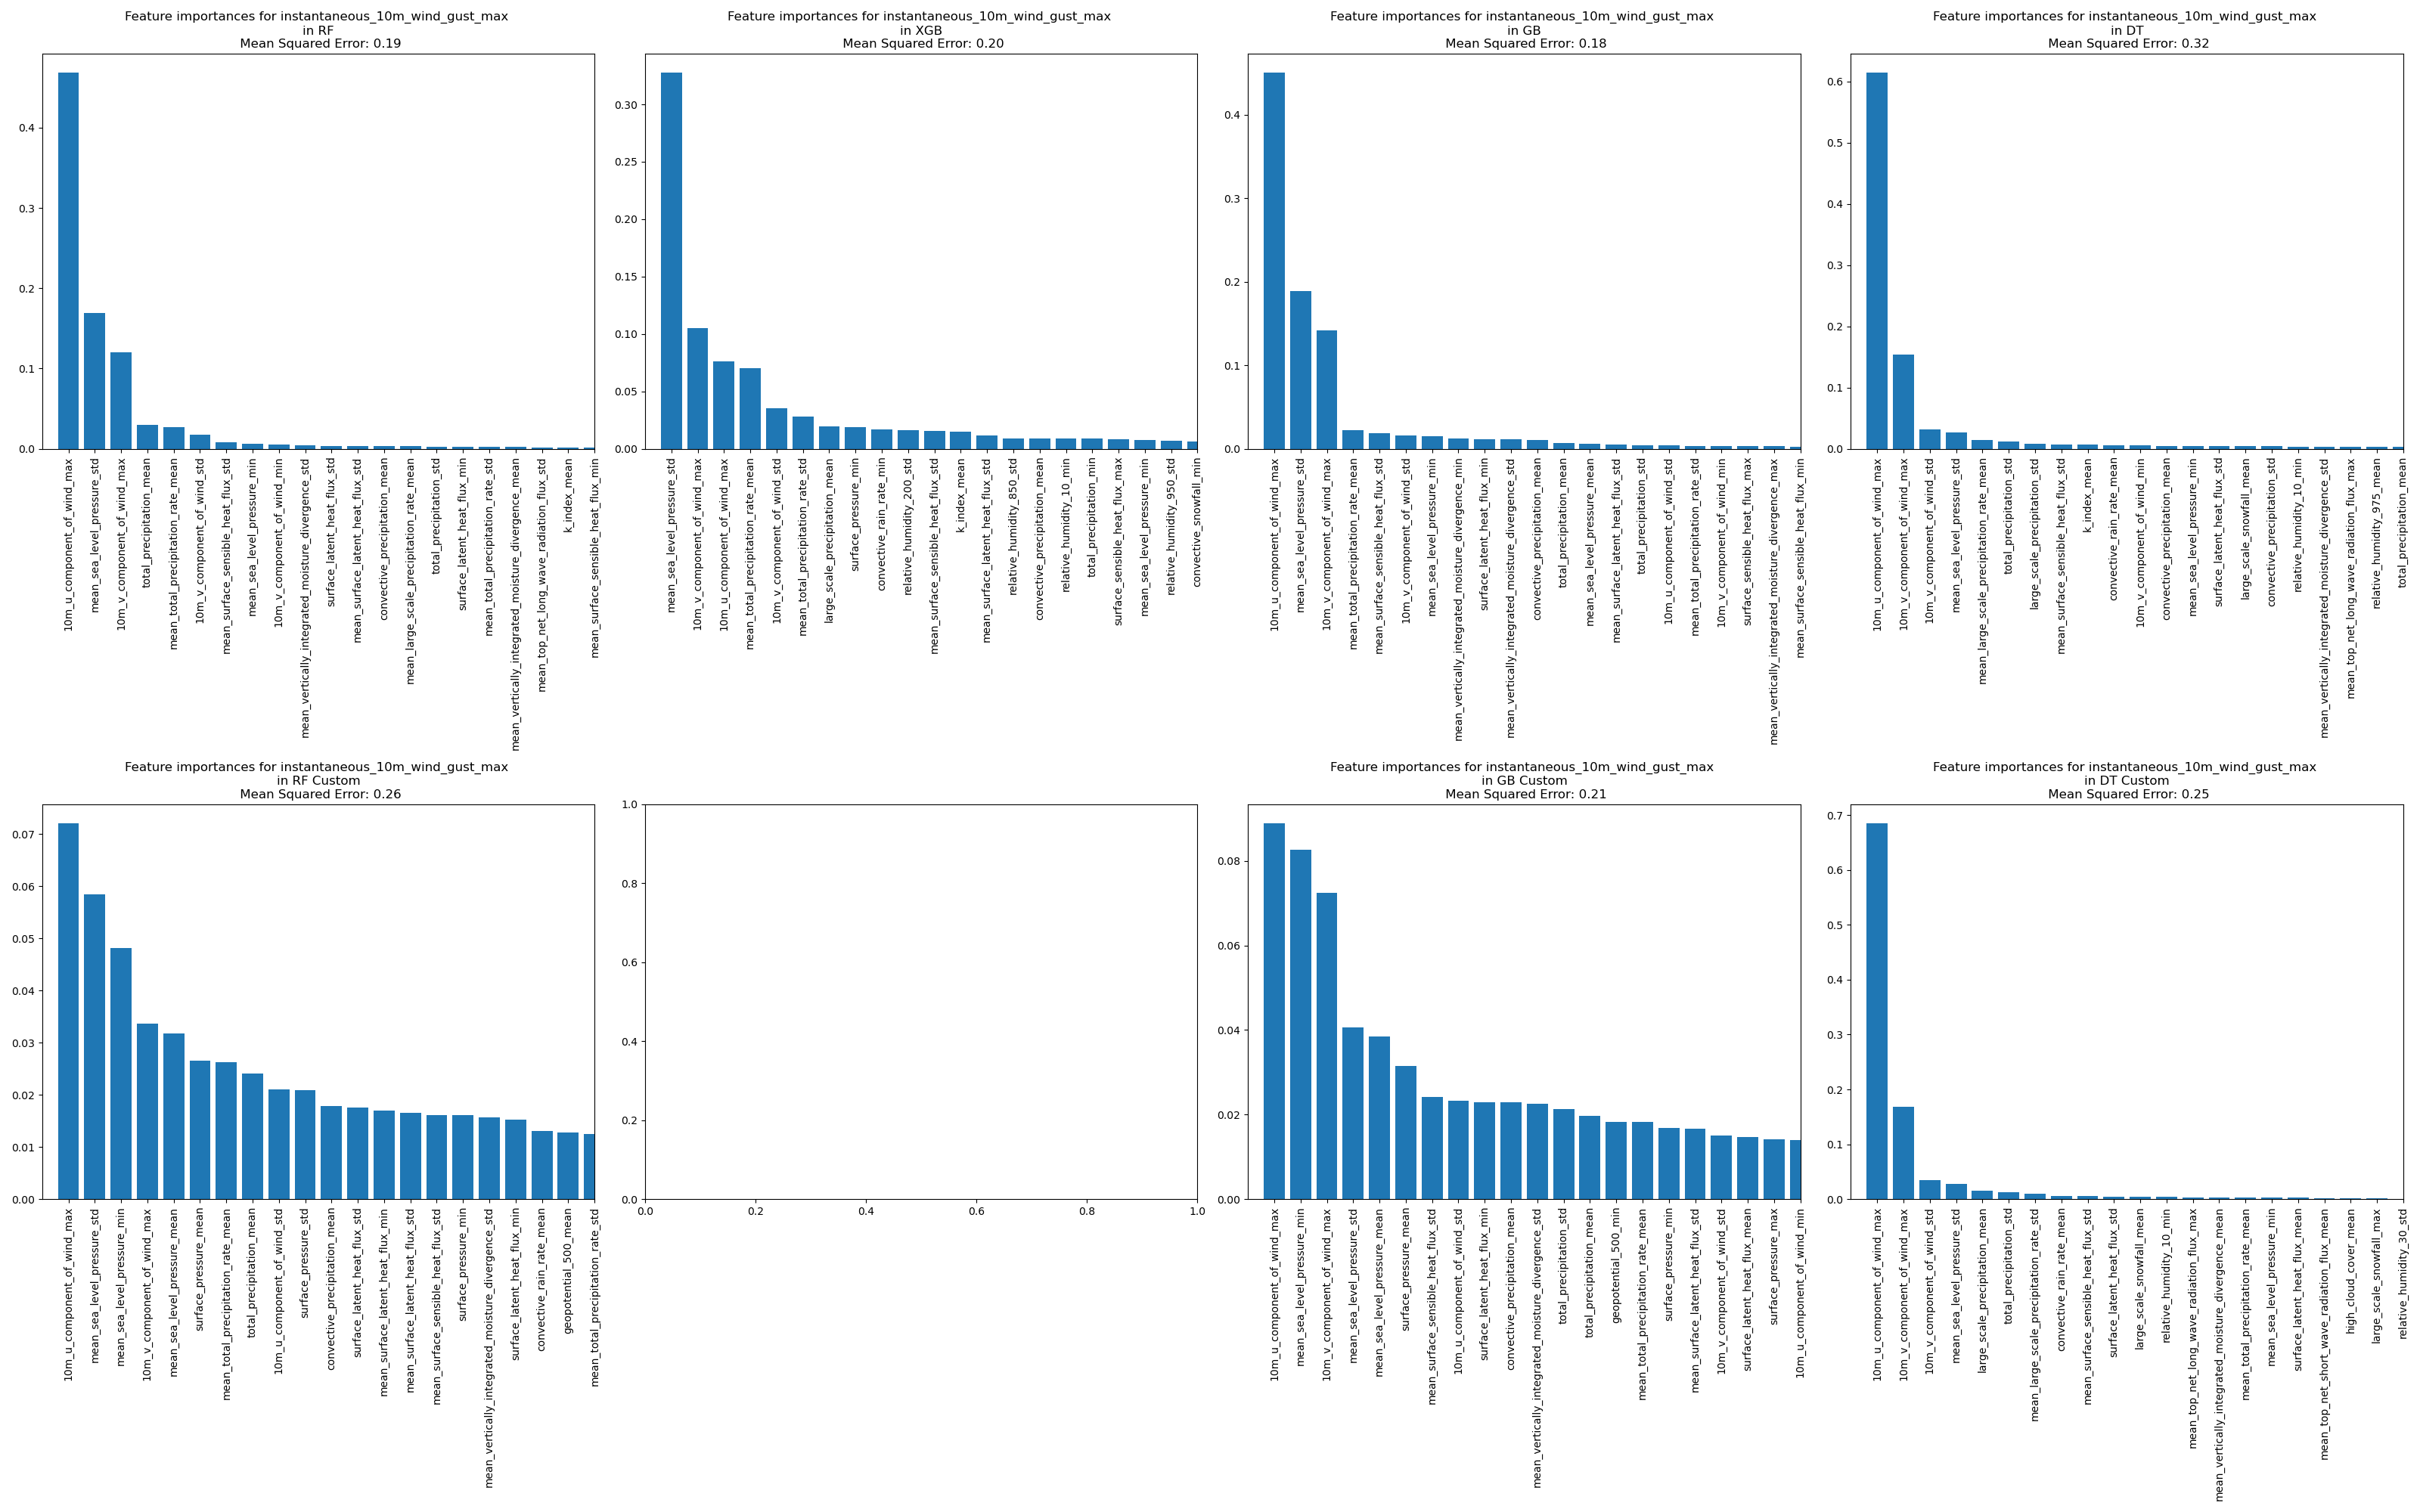 Feature importances for instantaneous_10m_wind_gust_max
in RF
Mean Squared Error: 0.19
0.4
0.3
0.2
0.1
0.0
10m_u_component_of_wind_max
mean_sea_level_pressure_std
10m_v_component_of_wind_max
total_precipitation_mean
mean_total_precipitation_rate_mean
10m_v_component_of_wind_std
mean_surface_sensible_heat_flux_std
mean_sea_level_pressure_min
10m_v_component_of_wind_min
mean_vertically_integrated_moisture_divergence_std
surface_latent_heat_flux_std
mean_surface_latent_heat_flux_std
convective_precipitation_mean
mean_large_scale_precipitation_rate_mean
total_precipitation_std
surface_latent_heat_flux_min
mean_total_precipitation_rate_std
mean_vertically_integrated_moisture_divergence_mean
mean_top_net_long_wave_radiation_flux_std
k_index_mean
mean_surface_sensible_heat_flux_min
Feature importances for instantaneous_10m_wind_gust_max
in XGB
Mean Squared Error: 0.20
0.30
0.25
0.20
0.15
0.10
0.05
0.00
mean_sea_level_pressure_std
10m_v_component_of_wind_max
10m_u_component_of_wind_max
mean_total_precipitation_rate_mean
10m_v_component_of_wind_std
mean_total_precipitation_rate_std
large_scale_precipitation_mean
surface_pressure_min
convective_rain_rate_min
relative_humidity_200_std
mean_surface_sensible_heat_flux_std
k_index_mean
mean_surface_latent_heat_flux_std
relative_humidity_850_std
convective_precipitation_mean
relative_humidity_10_min
total_precipitation_min
surface_sensible_heat_flux_max
mean_sea_level_pressure_min
relative_humidity_950_std
convective_snowfall_min
Feature importances for instantaneous_10m_wind_gust_max
in GB
Mean Squared Error: 0.18
0.4
0.3
0.2
0.1
0.0
10m_u_component_of_wind_max
mean_sea_level_pressure_std
10m_v_component_of_wind_max
mean_total_precipitation_rate_mean
mean_surface_sensible_heat_flux_std
10m_v_component_of_wind_std
mean_sea_level_pressure_min
mean_vertically_integrated_moisture_divergence_min
surface_latent_heat_flux_min
mean_vertically_integrated_moisture_divergence_std
convective_precipitation_mean
total_precipitation_mean
mean_sea_level_pressure_mean
mean_surface_latent_heat_flux_std
total_precipitation_std
10m_u_component_of_wind_std
mean_total_precipitation_rate_std
10m_v_component_of_wind_min
surface_sensible_heat_flux_max
mean_vertically_integrated_moisture_divergence_max
mean_surface_sensible_heat_flux_min
Feature importances for instantaneous_10m_wind_gust_max
in DT
Mean Squared Error: 0.32
0.6
0.5
0.4
0.3
0.2
0.1
0.0
10m_u_component_of_wind_max
10m_v_component_of_wind_max
10m_v_component_of_wind_std
mean_sea_level_pressure_std
mean_large_scale_precipitation_rate_mean
total_precipitation_std
large_scale_precipitation_std
mean_surface_sensible_heat_flux_std
k_index_mean
convective_rain_rate_mean
10m_v_component_of_wind_min
convective_precipitation_mean
mean_sea_level_pressure_min
surface_latent_heat_flux_std
large_scale_snowfall_mean
convective_precipitation_std
relative_humidity_10_min
mean_vertically_integrated_moisture_divergence_std
mean_top_net_long_wave_radiation_flux_max
relative_humidity_975_mean
total_precipitation_mean
Feature importances for instantaneous_10m_wind_gust_max
in RF Custom
Mean Squared Error: 0.26
0.07
0.06
0.05
0.04
0.03
0.02
0.01
0.00
10m_u_component_of_wind_max
mean_sea_level_pressure_std
mean_sea_level_pressure_min
10m_v_component_of_wind_max
mean_sea_level_pressure_mean
surface_pressure_mean
mean_total_precipitation_rate_mean
total_precipitation_mean
10m_u_component_of_wind_std
surface_pressure_std
convective_precipitation_mean
surface_latent_heat_flux_std
mean_surface_latent_heat_flux_min
mean_surface_latent_heat_flux_std
mean_surface_sensible_heat_flux_std
surface_pressure_min
mean_vertically_integrated_moisture_divergence_std
surface_latent_heat_flux_min
convective_rain_rate_mean
geopotential_500_mean
mean_total_precipitation_rate_std
1.0
0.8
0.6
0.4
0.2
0.0
0.0 0.2 0.4 0.6 0.8 1.0
Feature importances for instantaneous_10m_wind_gust_max
in GB Custom
Mean Squared Error: 0.21
0.08
0.06
0.04
0.02
0.00
10m_u_component_of_wind_max
mean_sea_level_pressure_min
10m_v_component_of_wind_max
mean_sea_level_pressure_std
mean_sea_level_pressure_mean
surface_pressure_mean
mean_surface_sensible_heat_flux_std
10m_u_component_of_wind_std
surface_latent_heat_flux_min
convective_precipitation_mean
mean_vertically_integrated_moisture_divergence_std
total_precipitation_std
total_precipitation_mean
geopotential_500_min
mean_total_precipitation_rate_mean
surface_pressure_min
mean_surface_latent_heat_flux_std
10m_v_component_of_wind_std
surface_latent_heat_flux_mean
surface_pressure_max
10m_u_component_of_wind_min
Feature importances for instantaneous_10m_wind_gust_max
in DT Custom
Mean Squared Error: 0.25
0.7
0.6
0.5
0.4
0.3
0.2
0.1
0.0
10m_u_component_of_wind_max
10m_v_component_of_wind_max
10m_v_component_of_wind_std
mean_sea_level_pressure_std
large_scale_precipitation_mean
total_precipitation_std
mean_large_scale_precipitation_rate_std
convective_rain_rate_mean
mean_surface_sensible_heat_flux_std
surface_latent_heat_flux_std
large_scale_snowfall_mean
relative_humidity_10_min
mean_top_net_long_wave_radiation_flux_max
mean_vertically_integrated_moisture_divergence_mean
mean_total_precipitation_rate_mean
mean_sea_level_pressure_min
surface_latent_heat_flux_mean
mean_top_net_short_wave_radiation_flux_mean
high_cloud_cover_mean
large_scale_snowfall_max
relative_humidity_30_std